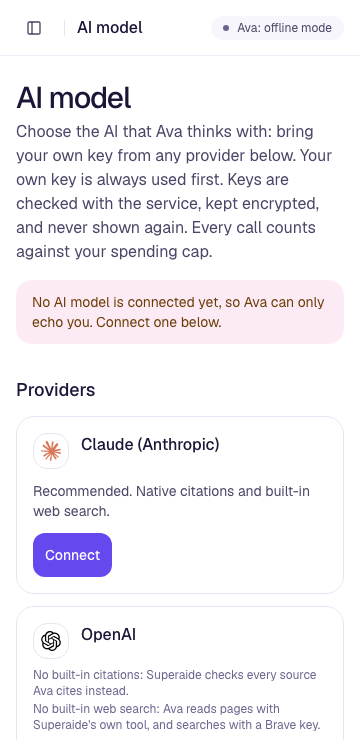 AI model
Ava: offline mode
AI model
Choose the AI that Ava thinks with: bring
your own key from any provider below. Your
own key is always used first. Keys are
checked with the service, kept encrypted,
and never shown again. Every call counts
against your spending cap.
No AI model is connected yet, so Ava can only
echo you. Connect one below.
Providers
Claude (Anthropic)
Recommended. Native citations and built-in
web search.
Connect
OpenAI
No built-in citations: Superaide checks every source
Ava cites instead.
No built-in web search: Ava reads pages with
Superaide's own tool, and searches with a Brave key.